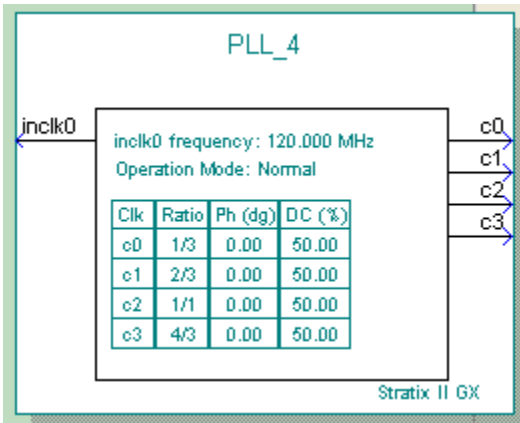 PLL_4
inclk0
inclk0 frequency: 120.000 MHz
Operation Mode: Normal
Clk Ratio Ph (dg) DC (%)
c0 1/3 0.00 50.00
c1 2/3 0.00 50.00
c2 1/1 0.00 50.00
c3 4/3 0.00 50.00
c0
c1
c2
c3
Stratix II GX